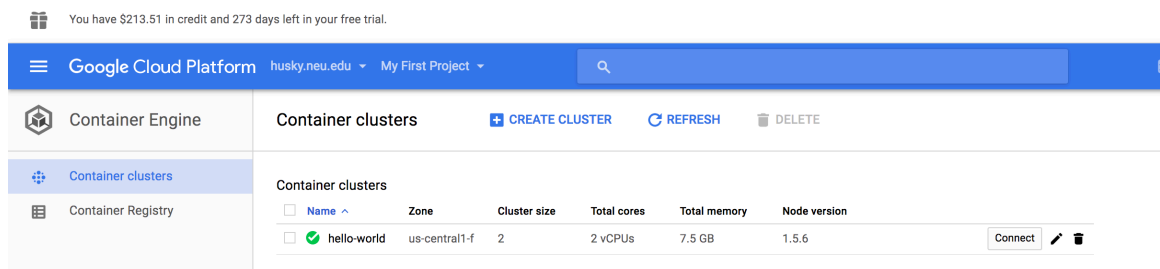 You have $213.51 in credit and 273 days left in your free trial.
Google Cloud Platform husky.neu.edu My First Project
Container Engine
Container clusters CREATE CLUSTER REFRESH DELETE
Container clusters
Container Registry
Container clusters
Name Zone Cluster size Total cores Total memory Node version
hello-world us-central1-f 2 2 vCPUs 7.5 GB 1.5.6 Connect